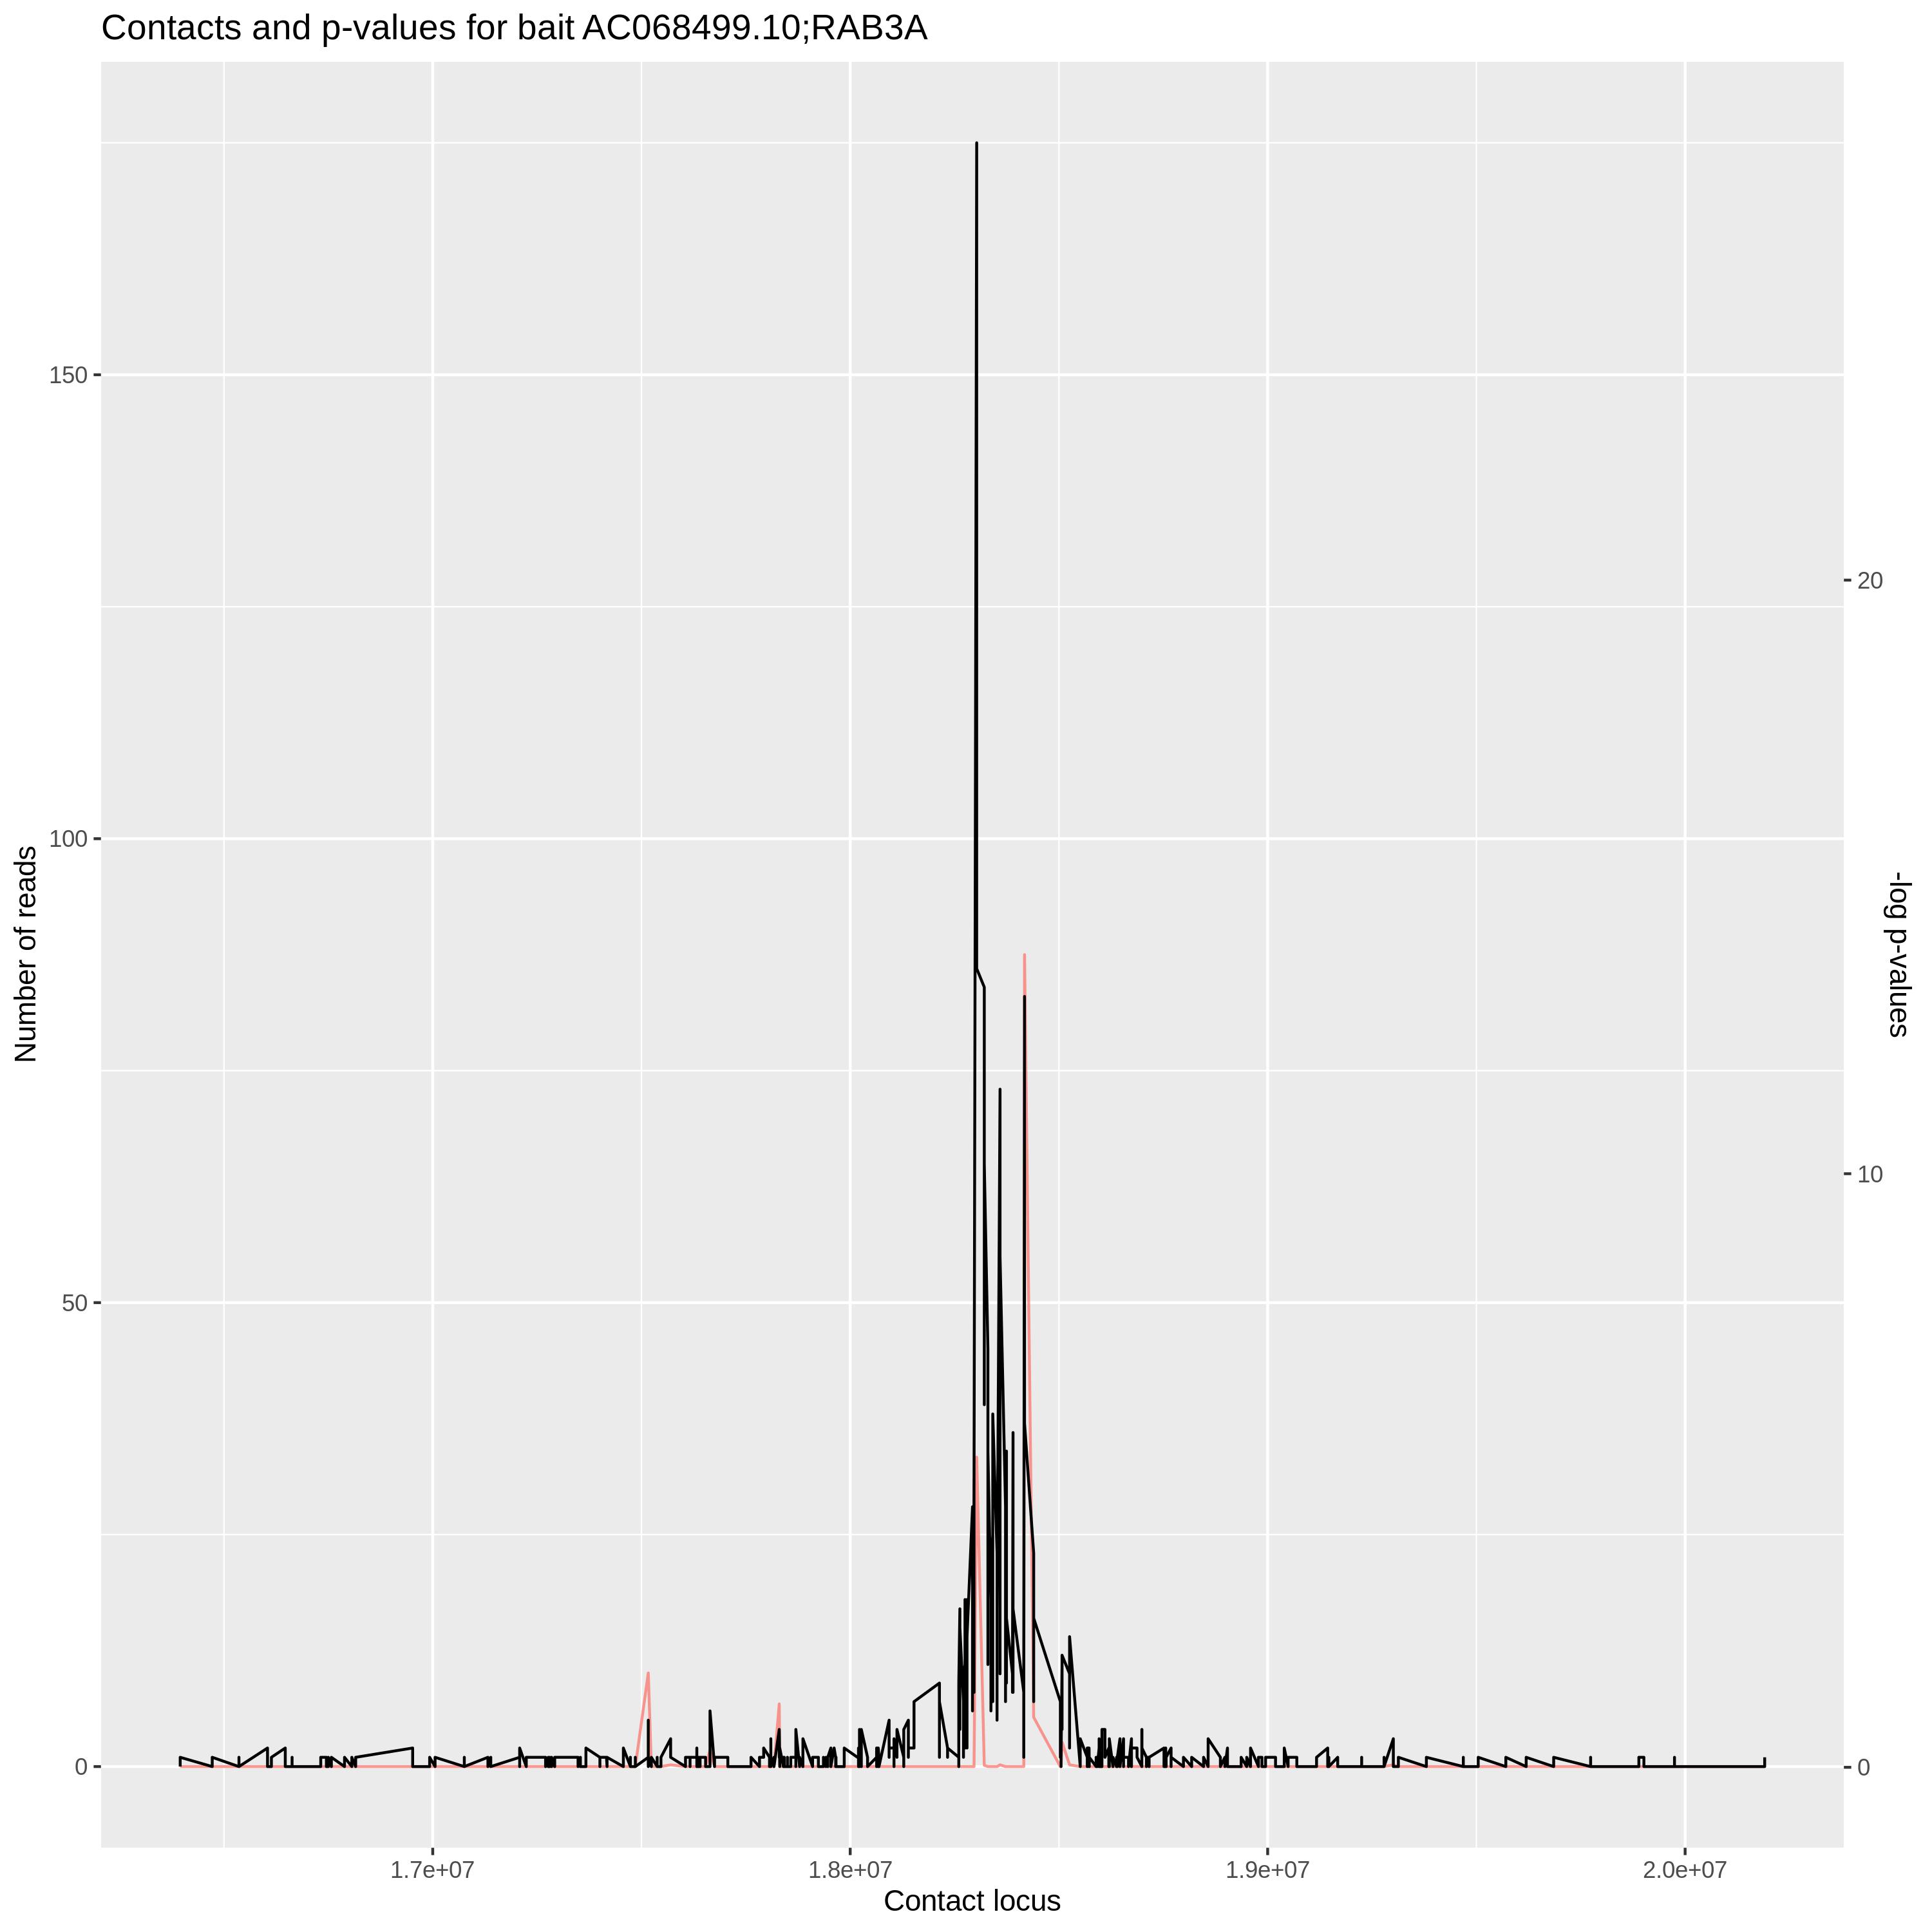 Contacts and p-values for bait AC068499.10;RAB3A
150
100
50
0
Number of reads
20
10
0
-log p-values
1.7e+07
1.8e+07
1.9e+07
2.0e+07
Contact locus